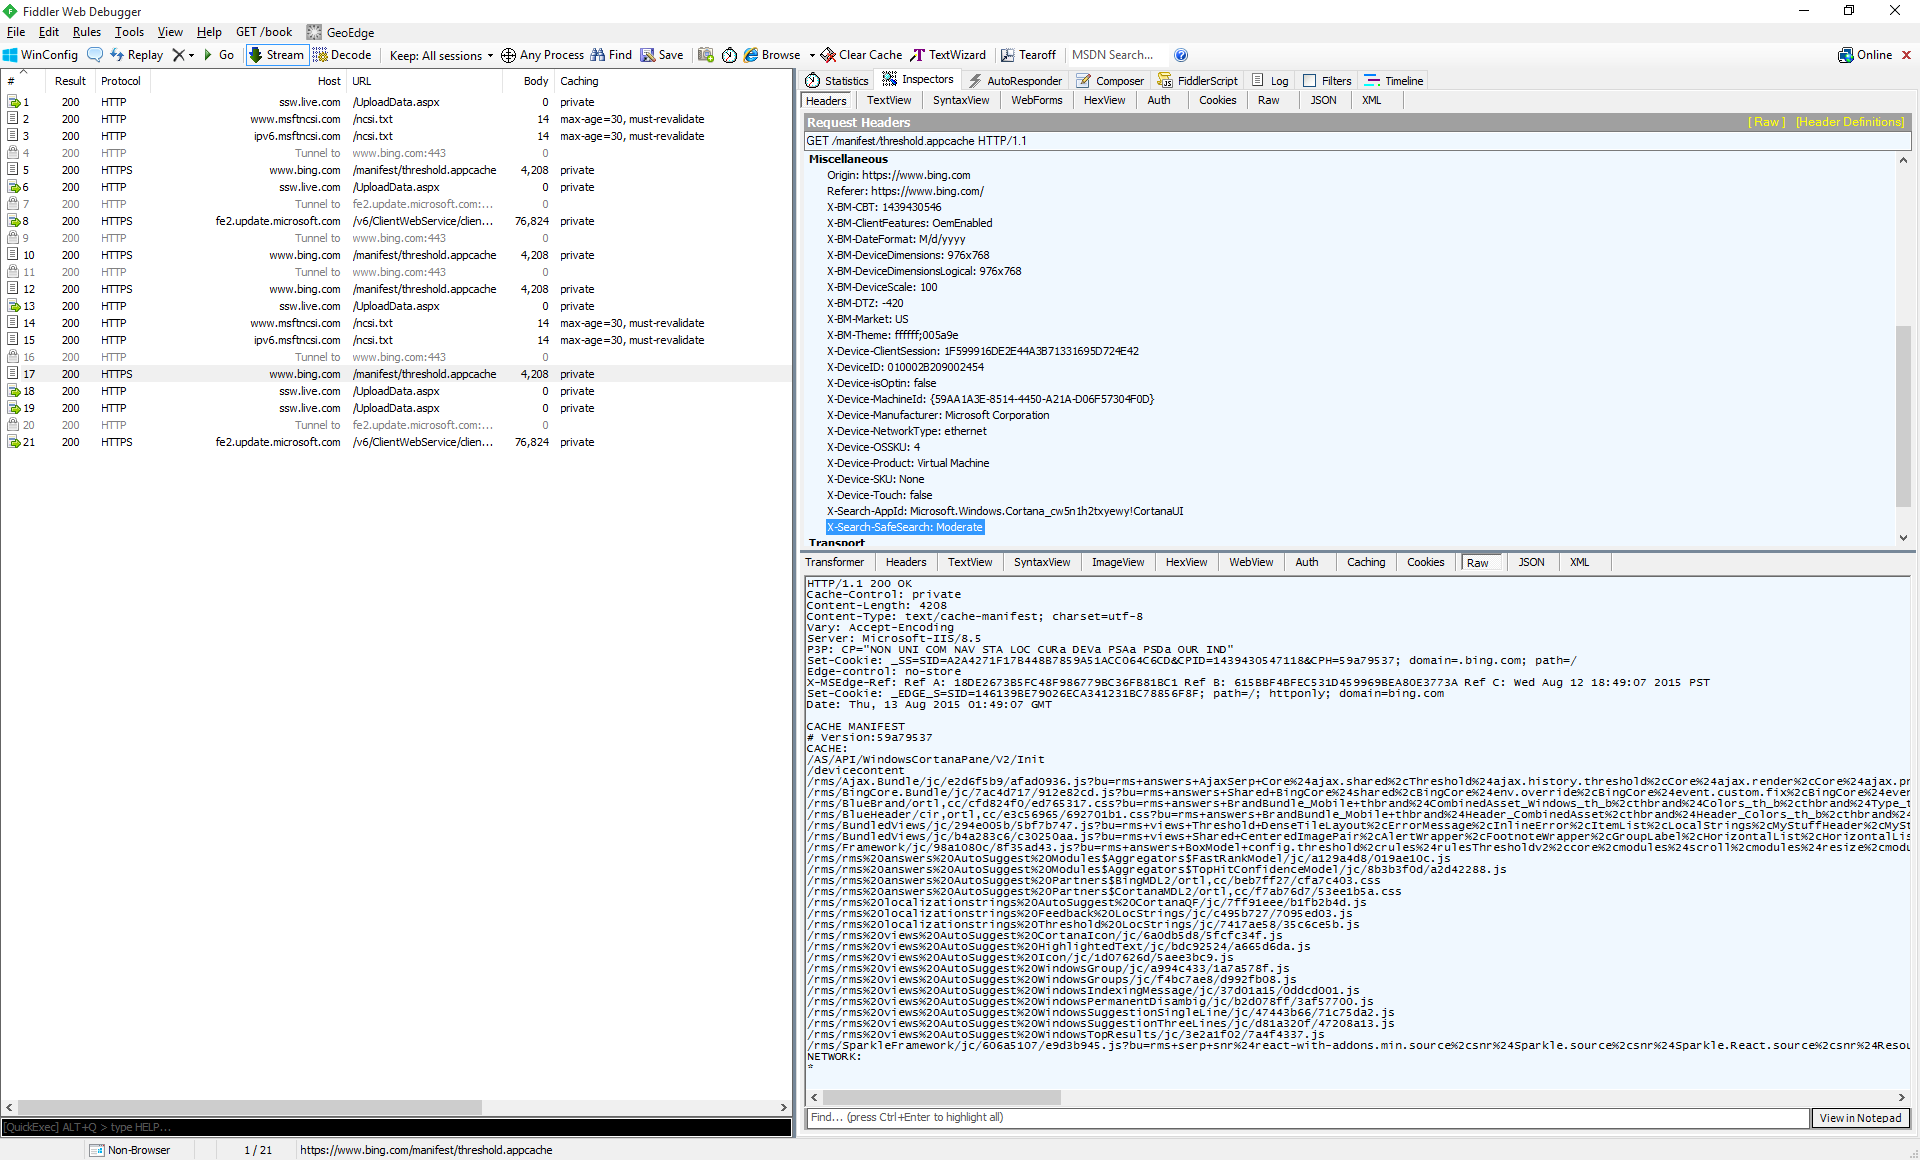 Fiddler Web Debugger
File Edit Rules Tools View Help GET /book GeoEdge
WinConfig Replay Go Stream Decode Keep: All sessions Any Process Find Save Browse Clear Cache TextWizard Tearoff MSDN Search... Online
# Result Protocol Host URL Body Caching
1 200 HTTP ssw.live.com /UploadData.aspx 0 private
2 200 HTTP www.msftncsi.com /ncsi.txt 14 max-age=30, must-revalidate
3 200 HTTP ipv6.msftncsi.com /ncsi.txt 14 max-age=30, must-revalidate
4 200 HTTP Tunnel to www.bing.com:443 0
5 200 HTTPS www.bing.com /manifest/threshold.appcache 4,208 private
6 200 HTTP ssw.live.com /UploadData.aspx 0 private
7 200 HTTP Tunnel to fe2.update.microsoft.com:... 0
8 200 HTTPS fe2.update.microsoft.com /v6/ClientWebService/clien... 76,824 private
9 200 HTTP Tunnel to www.bing.com:443 0
10 200 HTTPS www.bing.com /manifest/threshold.appcache 4,208 private
11 200 HTTP Tunnel to www.bing.com:443 0
12 200 HTTPS www.bing.com /manifest/threshold.appcache 4,208 private
13 200 HTTP ssw.live.com /UploadData.aspx 0 private
14 200 HTTP www.msftncsi.com /ncsi.txt 14 max-age=30, must-revalidate
15 200 HTTP ipv6.msftncsi.com /ncsi.txt 14 max-age=30, must-revalidate
16 200 HTTP Tunnel to www.bing.com:443 0
17 200 HTTPS www.bing.com /manifest/threshold.appcache 4,208 private
18 200 HTTP ssw.live.com /UploadData.aspx 0 private
19 200 HTTP ssw.live.com /UploadData.aspx 0 private
20 200 HTTP Tunnel to fe2.update.microsoft.com:... 0
21 200 HTTPS fe2.update.microsoft.com /v6/ClientWebService/clien... 76,824 private
Statistics Inspectors AutoResponder Composer FiddlerScript Log Filters Timeline
Headers TextView SyntaxView WebForms HexView Auth Cookies Raw JSON XML
Request Headers [ Raw ] [Header Definitions]
GET /manifest/threshold.appcache HTTP/1.1
Miscellaneous
Origin: https://www.bing.com
Referer: https://www.bing.com/
X-BM-CBT: 1439430546
X-BM-ClientFeatures: OemEnabled
X-BM-DateFormat: M/d/yyyy
X-BM-DeviceDimensions: 976x768
X-BM-DeviceDimensionsLogical: 976x768
X-BM-DeviceScale: 100
X-BM-DTZ: -420
X-BM-Market: US
X-BM-Theme: ffffff;005a9e
X-Device-ClientSession: 1F599916DE2E44A3B71331695D724E42
X-DeviceID: 010002B209002454
X-Device-isOptin: false
X-Device-MachineId: {59AA1A3E-8514-4450-A21A-D06F57304F0D}
X-Device-Manufacturer: Microsoft Corporation
X-Device-NetworkType: ethernet
X-Device-OSSKU: 4
X-Device-Product: Virtual Machine
X-Device-SKU: None
X-Device-Touch: false
X-Search-AppId: Microsoft.Windows.Cortana_cw5n1h2txyewy!CortanaUI
X-Search-SafeSearch: Moderate
Transport
Transformer Headers TextView SyntaxView ImageView HexView WebView Auth Caching Cookies Raw JSON XML
HTTP/1.1 200 OK
Cache-Control: private
Content-Length: 4208
Content-Type: text/cache-manifest; charset=utf-8
Vary: Accept-Encoding
Server: Microsoft-IIS/8.5
P3P: CP="NON UNI COM NAV STA LOC CURa DEVa PSAa PSDa OUR IND"
Set-Cookie: _SS=SID=A2A4271F17B448B7859A51ACC064C6CD&CPID=1439430547118&CPH=59a79537; domain=.bing.com; path=/
Edge-control: no-store
X-MSEdge-Ref: Ref A: 18DE2673B5FC48F986779BC36FB81BC1 Ref B: 615BBF4BFEC531D459969BEA80E3773A Ref C: Wed Aug 12 18:49:07 2015 PST
Set-Cookie: _EDGE_S=SID=146139BE79026ECA341231BC78856F8F; path=/; httponly; domain=bing.com
Date: Thu, 13 Aug 2015 01:49:07 GMT
CACHE MANIFEST
# Version:59a79537
CACHE:
/AS/API/WindowsCortanaPane/V2/Init
/devicecontent
/rms/Ajax.Bundle/jc/e2d6f5b9/afad0936.js?bu=rms+answers+AjaxSerp+Core%24ajax.shared%2cThreshold%24ajax.history.threshold%2cCore%24ajax.render%2cCore%24ajax.pr
/rms/BingCore.Bundle/jc/7ac4d717/912e82cd.js?bu=rms+answers+Shared+BingCore%24shared%2cBingCore%24env.override%2cBingCore%24event.custom.fix%2cBingCore%24even
/rms/BlueBrand/ortl,cc/cfd824f0/ed765317.css?bu=rms+answers+BrandBundle_Mobile+thbrand%24CombinedAsset_Windows_th_b%2cthbrand%24Colors_th_b%2cthbrand%24Type_t
/rms/BlueHeader/cir,ortl,cc/e3c56965/692701b1.css?bu=rms+answers+BrandBundle_Mobile+thbrand%24Header_CombinedAsset%2cthbrand%24Header_Colors_th_b%2cthbrand%24
/rms/BundledViews/jc/294e005b/5bf7b747.js?bu=rms+views+Threshold+DenseTileLayout%2cErrorMessage%2cInlineError%2cItemList%2cLocalStrings%2cMyStuffHeader%2cMySt
/rms/BundledViews/jc/b4a283c6/c30250aa.js?bu=rms+views+Shared+CenteredImagePair%2cAlertWrapper%2cFootnoteWrapper%2cGroupLabel%2cHorizontalList%2cHorizontalLis
/rms/Framework/jc/98a1080c/8f35ad43.js?bu=rms+answers+BoxModel+config.threshold%2crules%24rulesThresholdv2%2ccore%2cmodules%24scroll%2cmodules%24resize%2cmodu
/rms/rms%20answers%20AutoSuggest%20Modules$Aggregators$FastRankModel/jc/a129a4d8/019ae10c.js
/rms/rms%20answers%20AutoSuggest%20Modules$Aggregators$TopHitConfidenceModel/jc/8b3b3f0d/a2d42288.js
/rms/rms%20answers%20AutoSuggest%20Partners$BingMDL2/ortl,cc/beb7ff27/cfa7c403.css
/rms/rms%20answers%20AutoSuggest%20Partners$CortanaMDL2/ortl,cc/f7ab76d7/53ee1b5a.css
/rms/rms%20localizationstrings%20AutoSuggest%20CortanaQF/jc/7ff91eee/b1fb2b4d.js
/rms/rms%20localizationstrings%20Feedback%20LocStrings/jc/c495b727/7095ed03.js
/rms/rms%20localizationstrings%20Threshold%20LocStrings/jc/7417ae58/35c6ce5b.js
/rms/rms%20views%20AutoSuggest%20CortanaIcon/jc/6a0db5d8/5fcfc34f.js
/rms/rms%20views%20AutoSuggest%20HighlightedText/jc/bdc92524/a665d6da.js
/rms/rms%20views%20AutoSuggest%20Icon/jc/1d07626d/5aee3bc9.js
/rms/rms%20views%20AutoSuggest%20WindowsGroup/jc/a994c433/1a7a578f.js
/rms/rms%20views%20AutoSuggest%20WindowsGroups/jc/f4bc7ae8/d992fb08.js
/rms/rms%20views%20AutoSuggest%20WindowsIndexingMessage/jc/37d01a15/0ddcd001.js
/rms/rms%20views%20AutoSuggest%20WindowsPermanentDisambig/jc/b2d078ff/3af57700.js
/rms/rms%20views%20AutoSuggest%20WindowsSuggestionSingleLine/jc/47443b66/71c75da2.js
/rms/rms%20views%20AutoSuggest%20WindowsSuggestionThreeLines/jc/d81a320f/47208a13.js
/rms/rms%20views%20AutoSuggest%20WindowsTopResults/jc/3e2a1f02/7a4f4337.js
/rms/SparkleFramework/jc/606a5107/e9d3b945.js?bu=rms+serp+snr%24react-with-addons.min.source%2csnr%24Sparkle.source%2csnr%24Sparkle.React.source%2csnr%24Resou
NETWORK:
*
Find... (press Ctrl+Enter to highlight all) View in Notepad
[QuickExec] ALT+Q > type HELP...
Non-Browser 1 / 21 https://www.bing.com/manifest/threshold.appcache